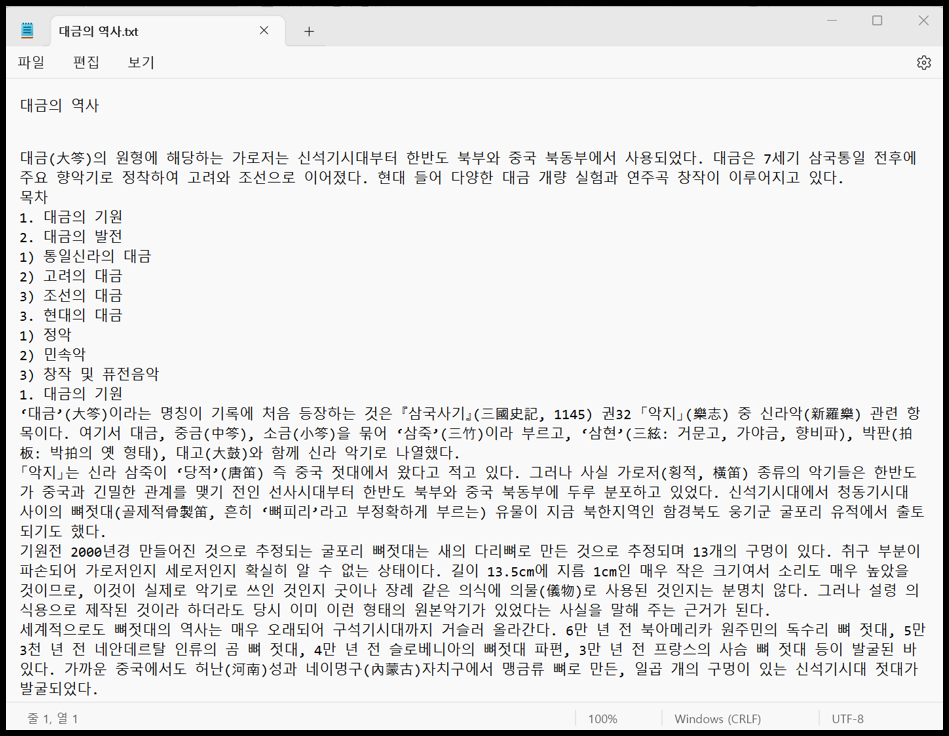 대금의 역사.txt
파일 편집 보기
대금의 역사
대금(大笒)의 원형에 해당하는 가로저는 신석기시대부터 한반도 북부와 중국 북동부에서 사용되었다. 대금은 7세기 삼국통일 전후에
주요 향악기로 정착하여 고려와 조선으로 이어졌다. 현대 들어 다양한 대금 개량 실험과 연주곡 창작이 이루어지고 있다.
목차
1. 대금의 기원
2. 대금의 발전
1) 통일신라의 대금
2) 고려의 대금
3) 조선의 대금
3. 현대의 대금
1) 정악
2) 민속악
3) 창작 및 퓨전음악
1. 대금의 기원
‘대금’(大笒)이라는 명칭이 기록에 처음 등장하는 것은 『삼국사기』(三國史記, 1145) 권32 「악지」(樂志) 중 신라악(新羅樂) 관련 항
목이다. 여기서 대금, 중금(中笒), 소금(小笒)을 묶어 ‘삼죽’(三竹)이라 부르고, ‘삼현’(三絃: 거문고, 가야금, 향비파), 박판(拍
板: 박拍의 옛 형태), 대고(大鼓)와 함께 신라 악기로 나열했다.
「악지」는 신라 삼죽이 ‘당적’(唐笛) 즉 중국 젓대에서 왔다고 적고 있다. 그러나 사실 가로저(횡적, 橫笛) 종류의 악기들은 한반도
가 중국과 긴밀한 관계를 맺기 전인 선사시대부터 한반도 북부와 중국 북동부에 두루 분포하고 있었다. 신석기시대에서 청동기시대
사이의 뼈젓대(골제적骨製笛, 흔히 ‘뼈피리’라고 부정확하게 부르는) 유물이 지금 북한지역인 함경북도 웅기군 굴포리 유적에서 출토
되기도 했다.
기원전 2000년경 만들어진 것으로 추정되는 굴포리 뼈젓대는 새의 다리뼈로 만든 것으로 추정되며 13개의 구멍이 있다. 취구 부분이
파손되어 가로저인지 세로저인지 확실히 알 수 없는 상태이다. 길이 13.5cm에 지름 1cm인 매우 작은 크기여서 소리도 매우 높았을
것이므로, 이것이 실제로 악기로 쓰인 것인지 굿이나 장례 같은 의식에 의물(儀物)로 사용된 것인지는 분명치 않다. 그러나 설령 의
식용으로 제작된 것이라 하더라도 당시 이미 이런 형태의 원본악기가 있었다는 사실을 말해 주는 근거가 된다.
세계적으로도 뼈젓대의 역사는 매우 오래되어 구석기시대까지 거슬러 올라간다. 6만 년 전 북아메리카 원주민의 독수리 뼈 젓대, 5만
3천 년 전 네안데르탈 인류의 곰 뼈 젓대, 4만 년 전 슬로베니아의 뼈젓대 파편, 3만 년 전 프랑스의 사슴 뼈 젓대 등이 발굴된 바
있다. 가까운 중국에서도 허난(河南)성과 네이멍구(內蒙古)자치구에서 맹금류 뼈로 만든, 일곱 개의 구멍이 있는 신석기시대 젓대가
발굴되었다.
줄 1, 열 1 100% Windows (CRLF) UTF-8